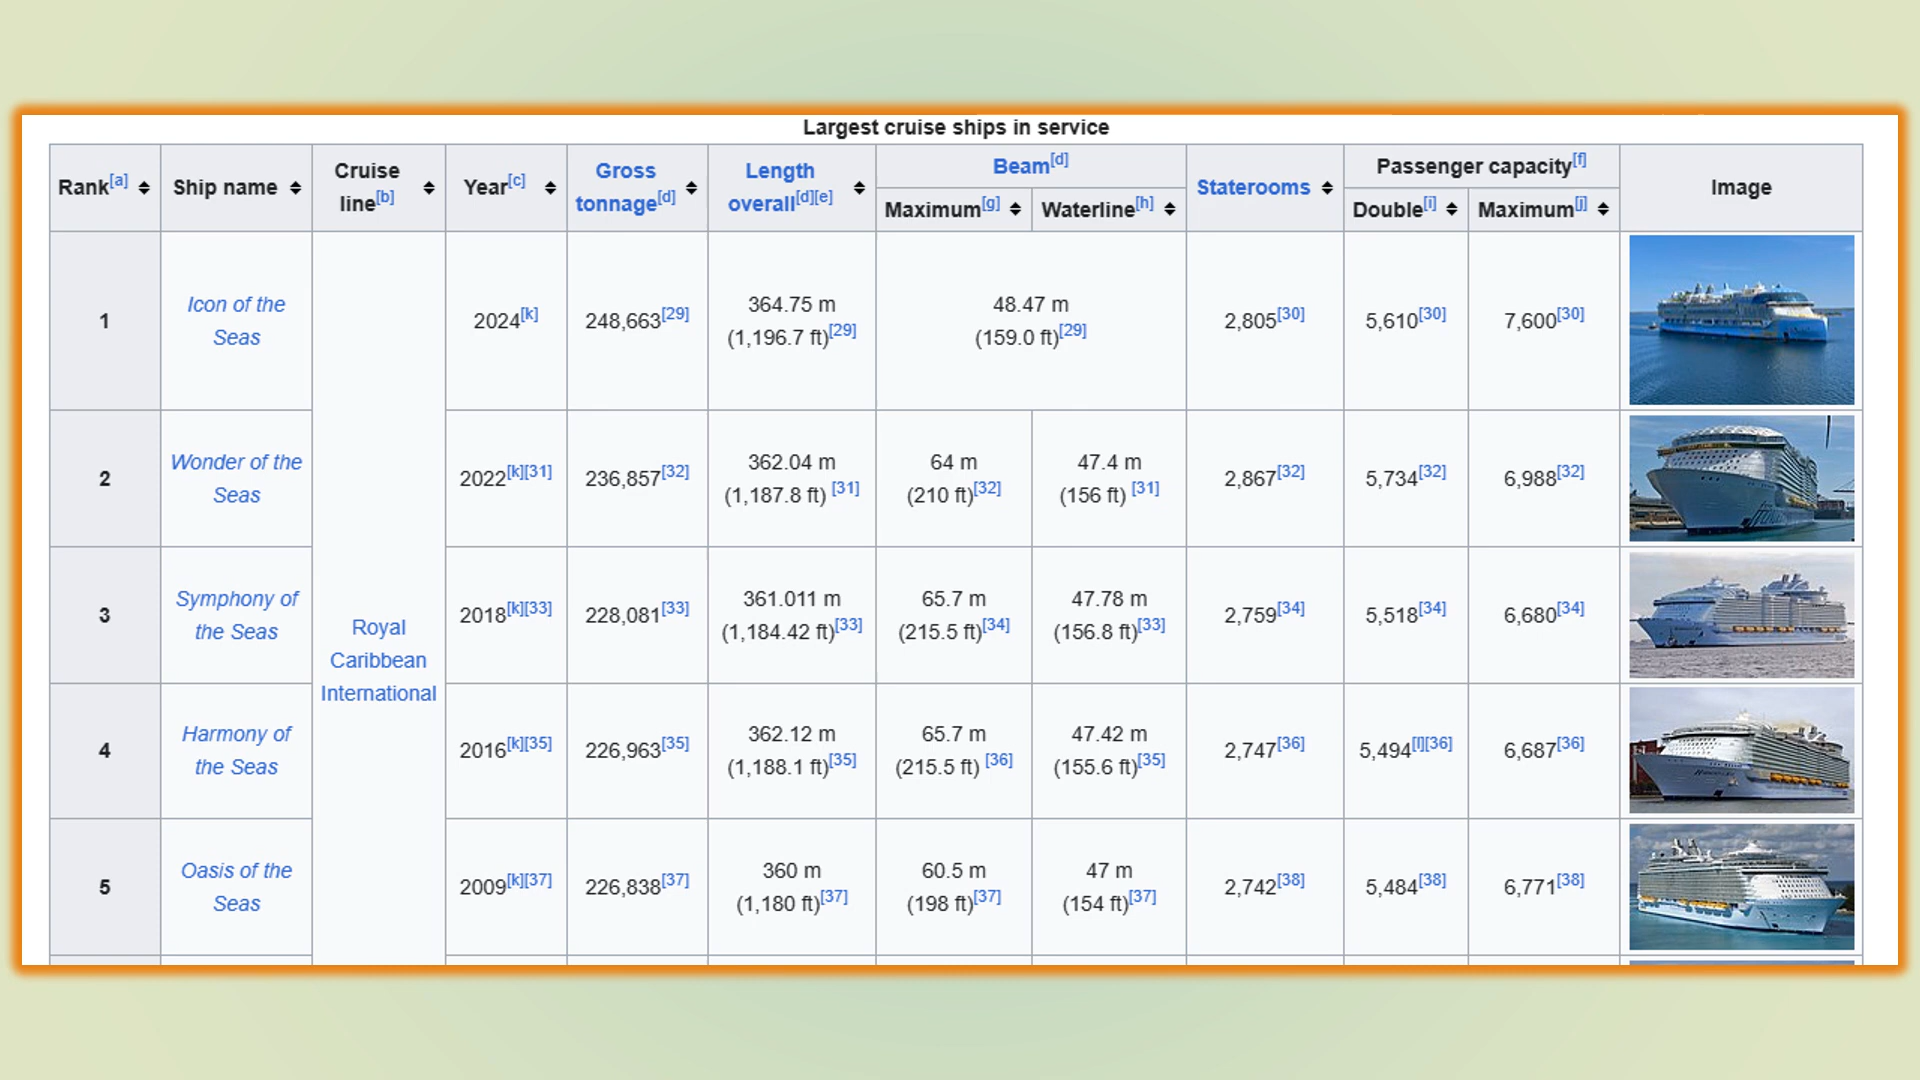 Largest cruise ships in service
Rank[a] Ship name Cruise line[b] Year[c] Gross tonnage[d] Length overall[d][e] Beam[d] Staterooms Passenger capacity[f] Image
Maximum[g] Waterline[h] Double[i] Maximum[j]
1 Icon of the Seas Royal Caribbean International 2024[k] 248,663[29] 364.75 m (1,196.7 ft)[29] 48.47 m (159.0 ft)[29] 2,805[30] 5,610[30] 7,600[30]
2 Wonder of the Seas 2022[k][31] 236,857[32] 362.04 m (1,187.8 ft) [31] 64 m (210 ft)[32] 47.4 m (156 ft) [31] 2,867[32] 5,734[32] 6,988[32]
3 Symphony of the Seas 2018[k][33] 228,081[33] 361.011 m (1,184.42 ft)[33] 65.7 m (215.5 ft)[34] 47.78 m (156.8 ft)[33] 2,759[34] 5,518[34] 6,680[34]
4 Harmony of the Seas 2016[k][35] 226,963[35] 362.12 m (1,188.1 ft)[35] 65.7 m (215.5 ft) [36] 47.42 m (155.6 ft)[35] 2,747[36] 5,494[l][36] 6,687[36]
5 Oasis of the Seas 2009[k][37] 226,838[37] 360 m (1,180 ft)[37] 60.5 m (198 ft)[37] 47 m (154 ft)[37] 2,742[38] 5,484[38] 6,771[38]